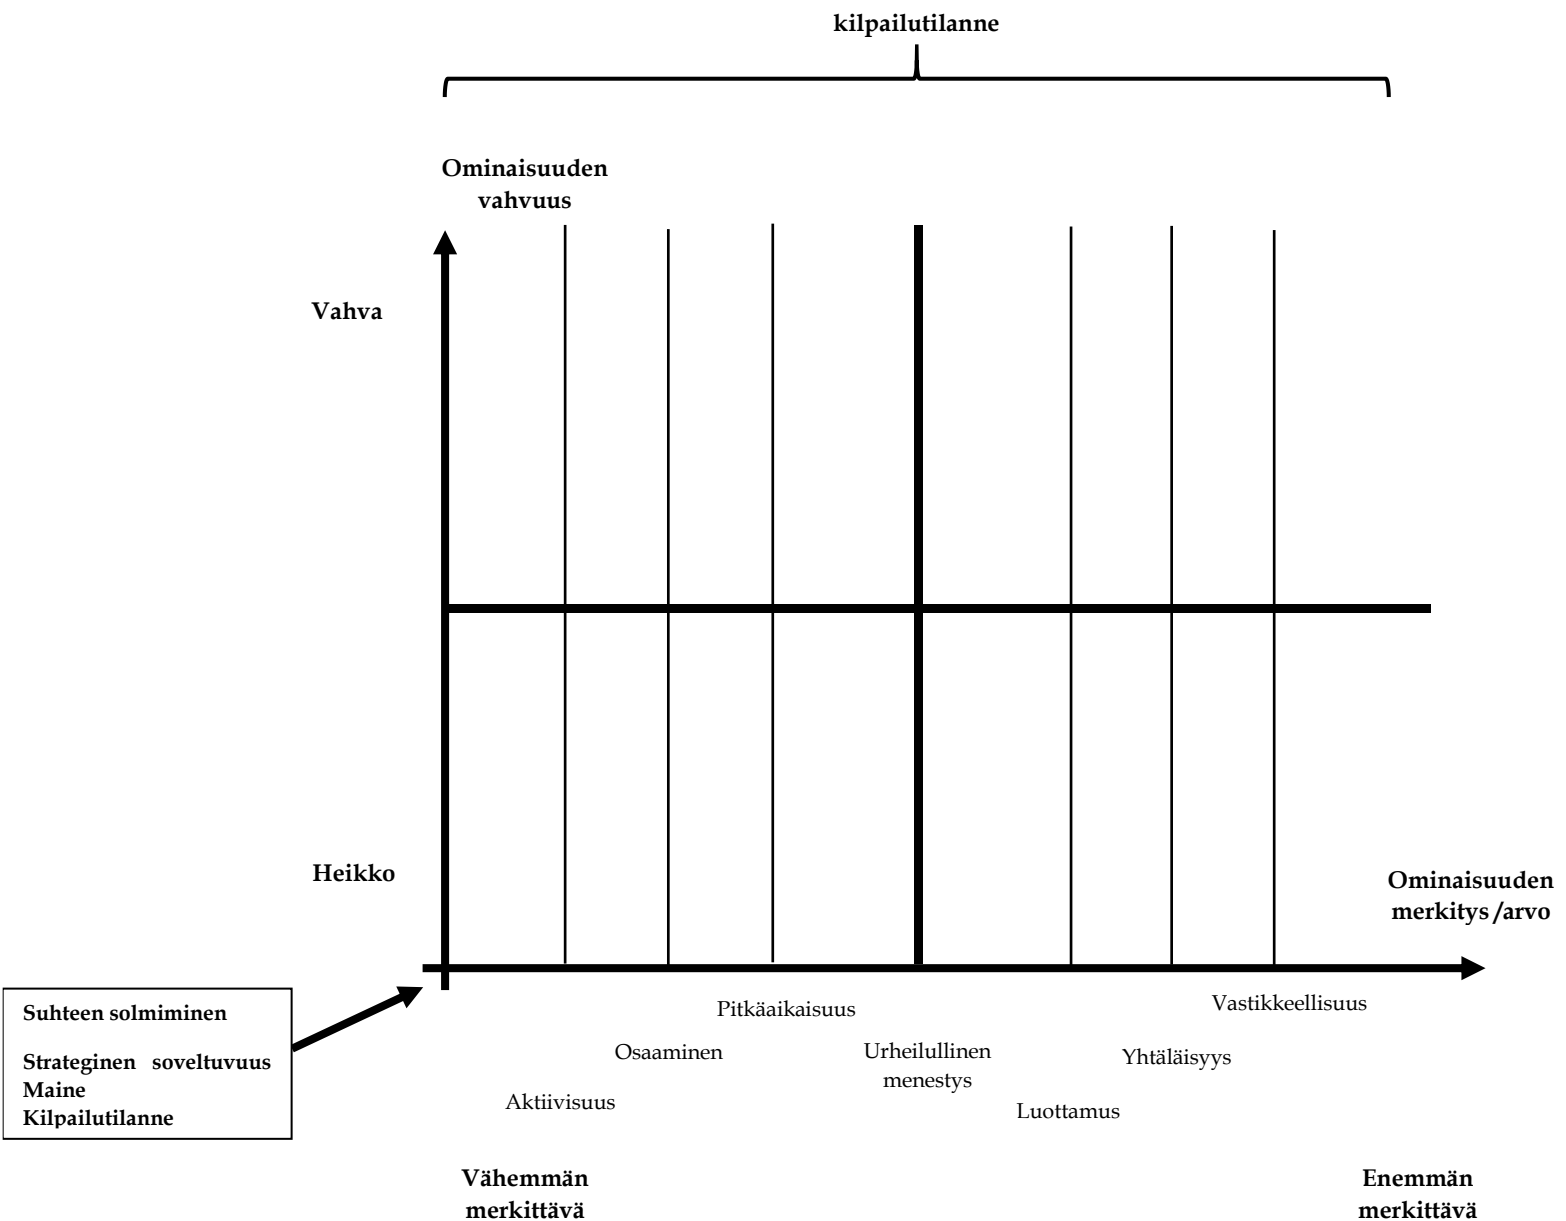 kilpailutilanne
Ominaisuuden
vahvuus
Vahva
Heikko
Ominaisuuden
merkitys/arvo
Suhteen solmiminen
Strateginen soveltuvuus
Maine
Kilpailutilanne
Vastikkeellisuus
Pitkäaikaisuus
Osaaminen
Urheilullinen
menestys
Yhtäläisyys
Aktiivisuus
Luottamus
Vähemmän
merkittävä
Enemmän
merkittävä